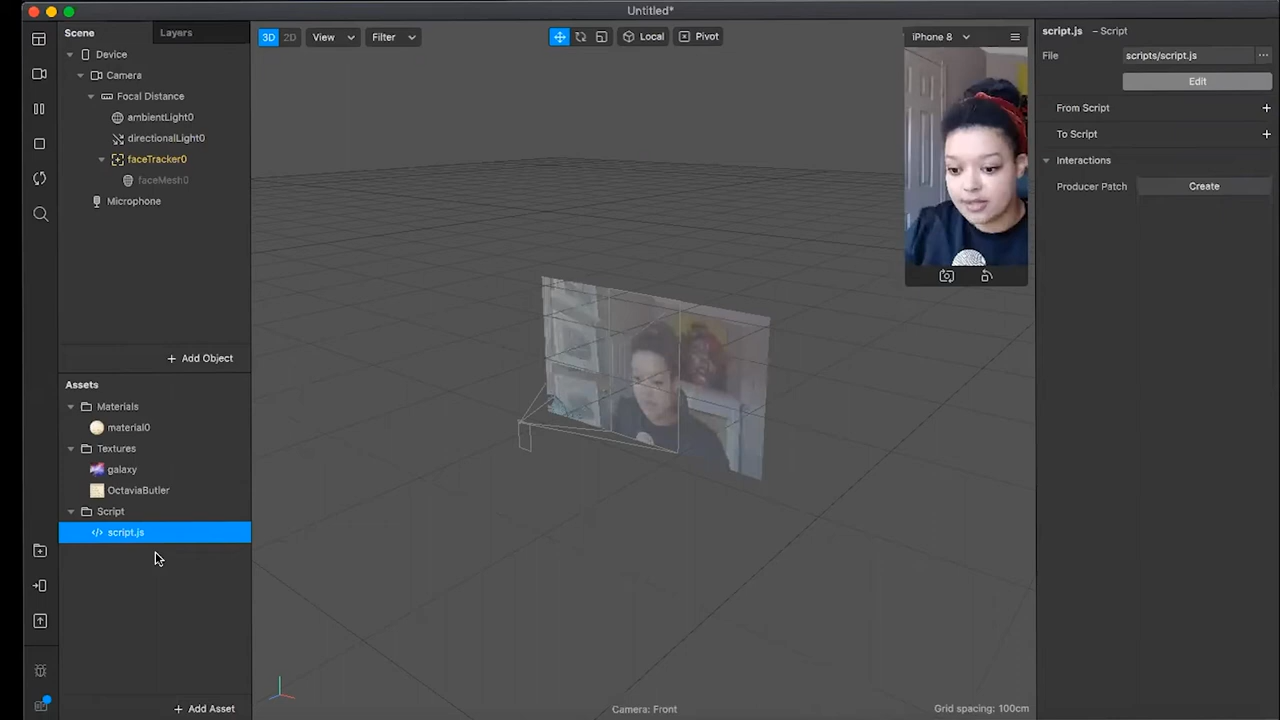 Untitled*
Scene
Layers
Device
Camera
Focal Distance
ambientLight0
directionalLight0
faceTracker0
faceMesh0
Microphone
+ Add Object
Assets
Materials
material0
Textures
galaxy
OctaviaButler
Script
script.js
+ Add Asset
3D 2D View Filter Local Pivot
iPhone 8
Camera: Front
Grid spacing: 100cm
script.js – Script
File scripts/script.js ...
Edit
From Script +
To Script +
Interactions
Producer Patch Create